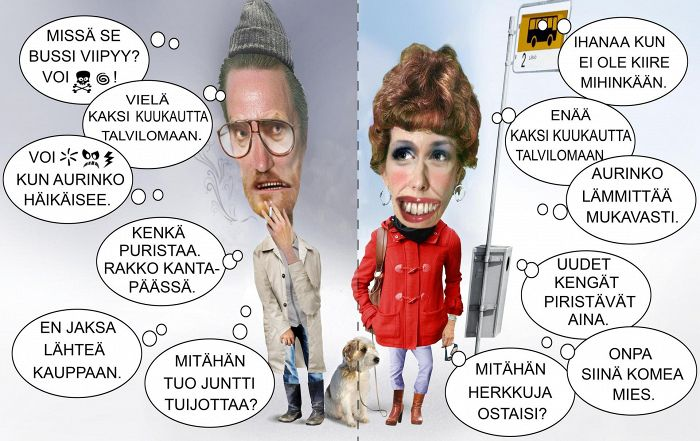 MISSÄ SE
BUSSI VIIPYY?
VOI ☠🌀!
VIELÄ
KAKSI KUUKAUTTA
TALVILOMAAN.
VOI
KUN AURINKO
HÄIKÄISEE.
KENKÄ
PURISTAA.
RAKKO KANTA-
PÄÄSSÄ.
EN JAKSA
LÄHTEÄ
KAUPPAAN.
MITÄHÄN
TUO JUNTTI
TUIJOTTAA?
2
IHANAA KUN
EI OLE KIIRE
MIHINKÄÄN.
ENÄÄ
KAKSI KUUKAUTTA
TALVILOMAAN
AURINKO
LÄMMITTÄÄ
MUKAVASTI.
UUDET
KENGÄT
PIRISTÄVÄT
AINA.
MITÄHÄN
HERKKUJA
OSTAISI?
ONPA
SIINÄ KOMEA
MIES.